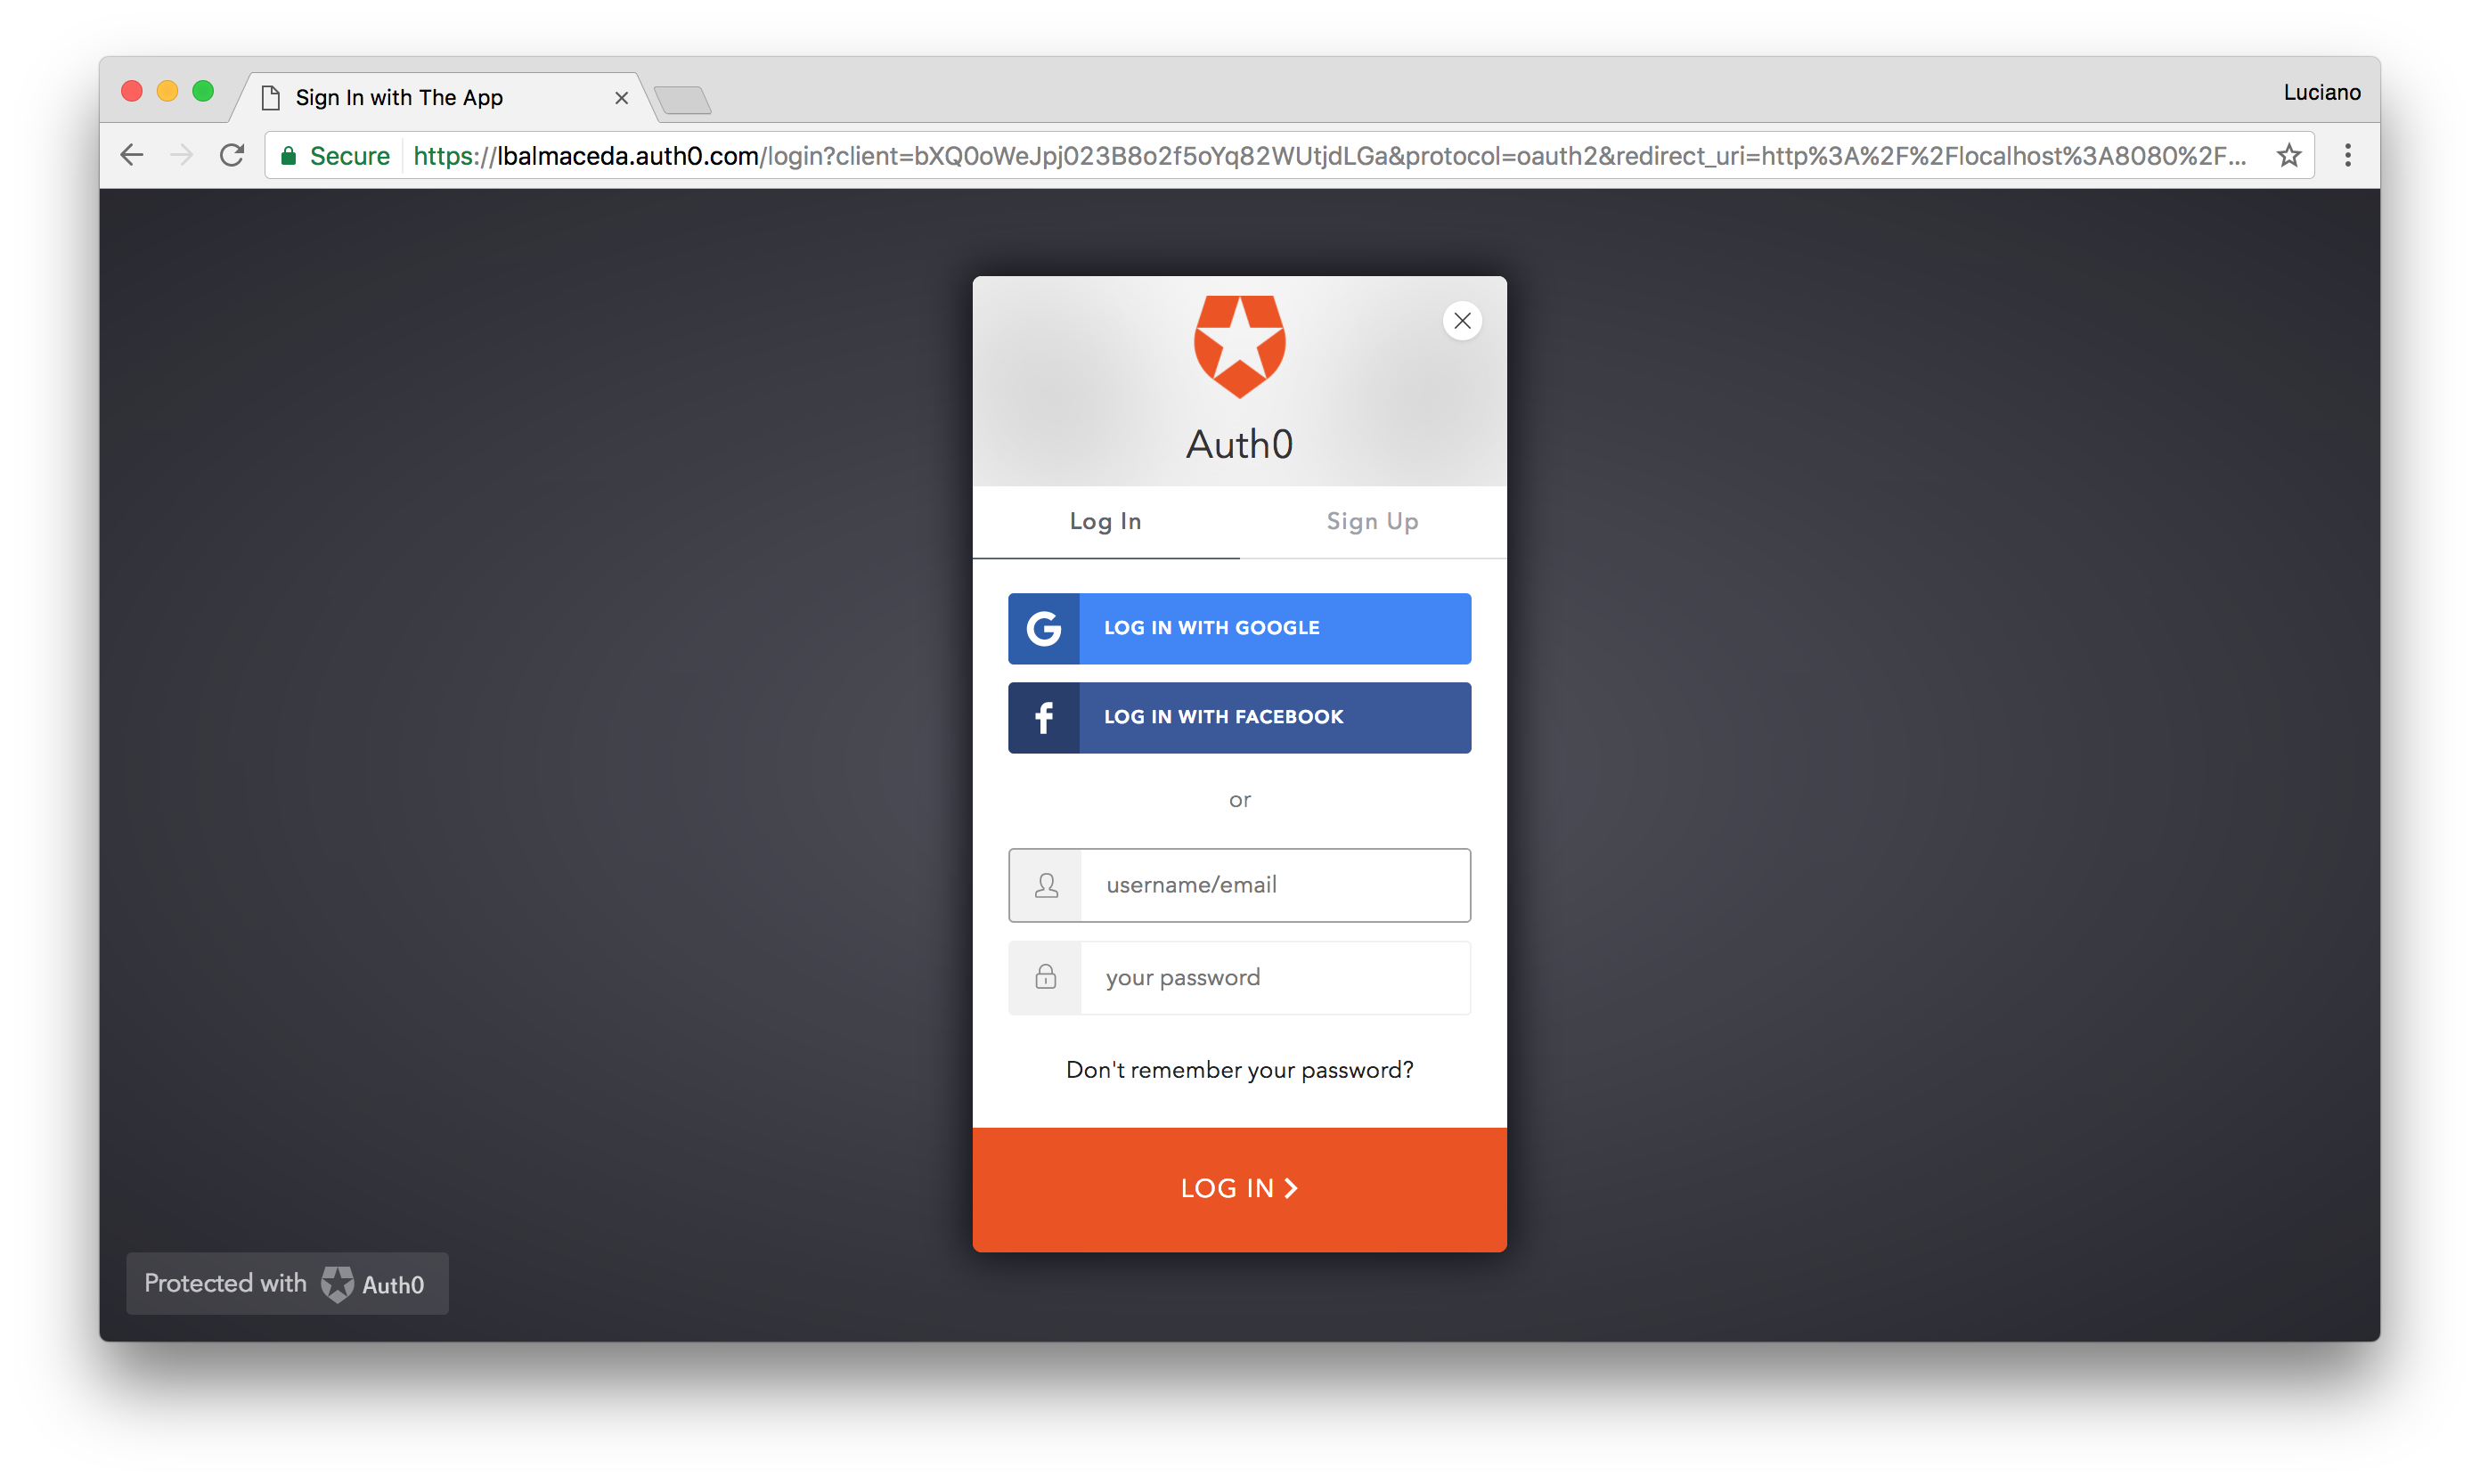 Sign In with The App
Luciano
Secure https://lbalmaceda.auth0.com/login?client=bXQ0oWeJpj023B8o2f5oYq82WUtjdLGa&protocol=oauth2&redirect_uri=http%3A%2F%2Flocalhost%3A8080%2F...
Auth0
Log In Sign Up
LOG IN WITH GOOGLE
LOG IN WITH FACEBOOK
or
username/email
your password
Don't remember your password?
LOG IN
Protected with Auth0